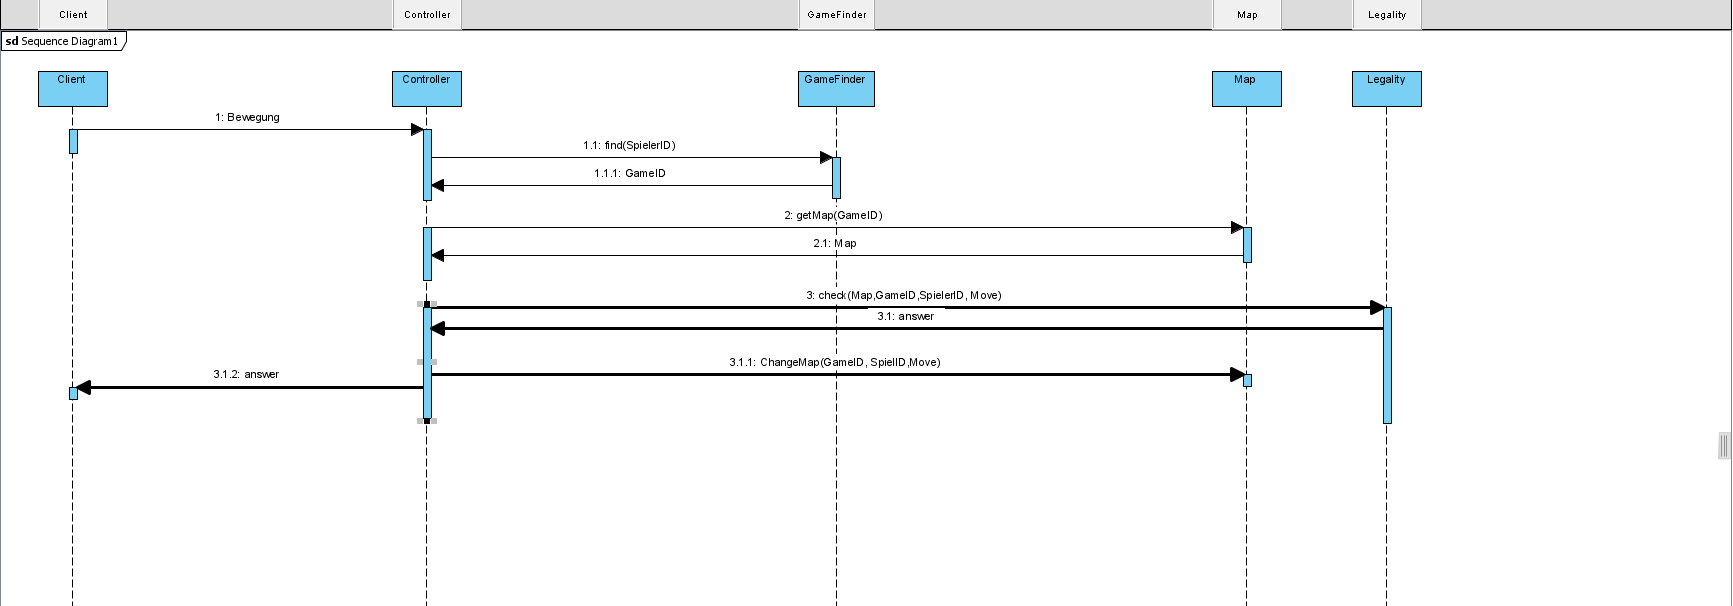 Client Controller GameFinder Map Legality
sd Sequence Diagram1
Client Controller GameFinder Map Legality
1: Bewegung
1.1: find(SpielerID)
1.1.1: GameID
2: getMap(GameID)
2.1: Map
3: check(Map,GameID,SpielerID, Move)
3.1: answer
3.1.1: ChangeMap(GameID, SpielID,Move)
3.1.2: answer